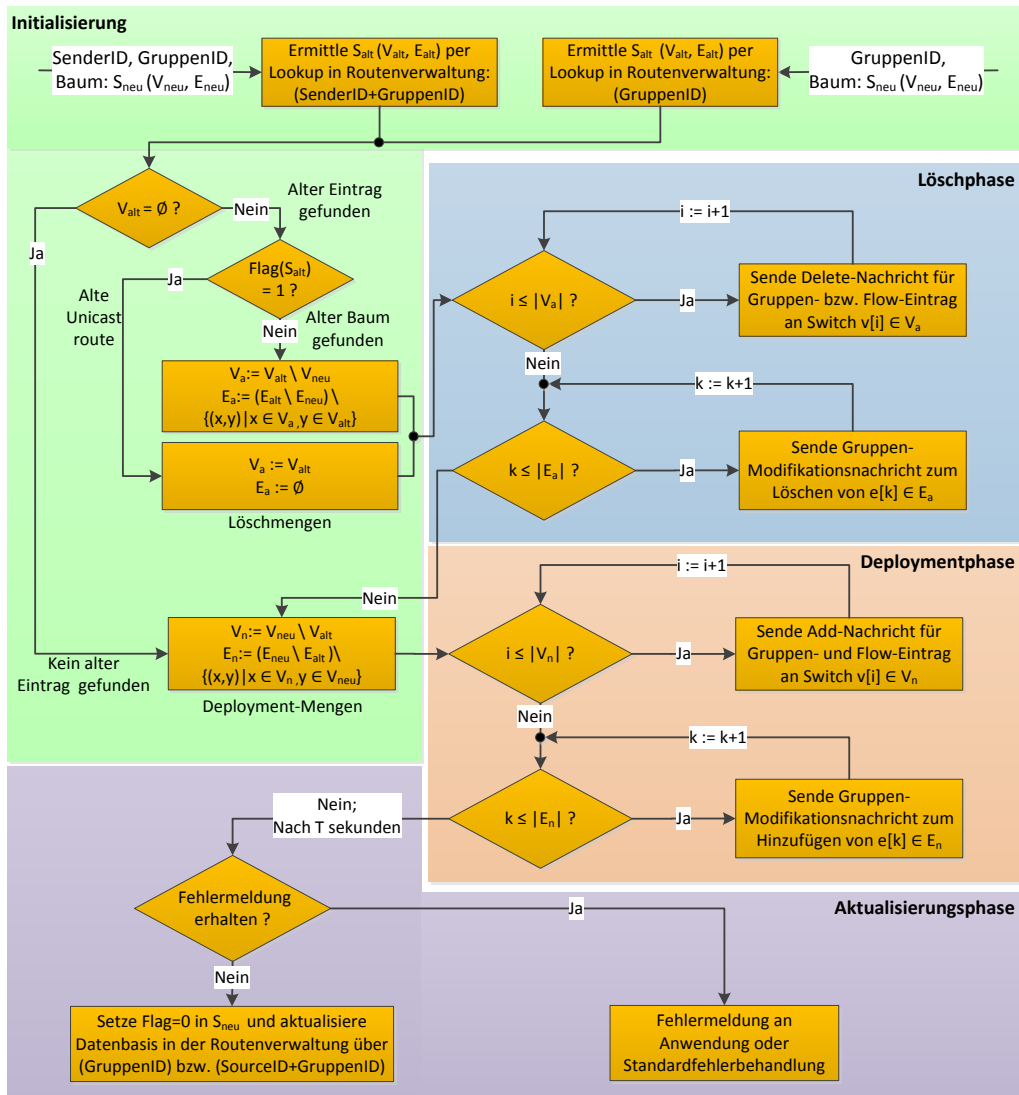 Initialisierung
SenderID, GruppenID,
Baum: Sneu (Vneu, Eneu)
Ermittle Salt (Valt, Ealt) per
Lookup in Routenverwaltung:
(SenderID+GruppenID)
Ermittle Salt (Valt, Ealt) per
Lookup in Routenverwaltung:
(GruppenID)
GruppenID,
Baum: Sneu (Vneu, Eneu)
Valt = Ø ?
Nein
Alter Eintrag
gefunden
Ja
Flag(Salt)
= 1 ?
Ja
Alte
Unicast
route
Nein
Alter Baum
gefunden
Va:= Valt \ Vneu
Ea:= (Ealt \ Eneu) \
{(x,y)|x ∈ Va ,y ∈ Valt}
Va := Valt
Ea := Ø
Löschmengen
Löschphase
i := i+1
i ≤ |Va| ?
Ja
Sende Delete-Nachricht für
Gruppen- bzw. Flow-Eintrag
an Switch v[i] ∈ Va
Nein
k := k+1
k ≤ |Ea| ?
Ja
Sende Gruppen-
Modifikationsnachricht zum
Löschen von e[k] ∈ Ea
Nein
Vn:= Vneu \ Valt
En:= (Eneu \ Ealt )\
{(x,y)|x ∈ Vn ,y ∈ Vneu}
Kein alter
Eintrag gefunden
Deployment-Mengen
Deploymentphase
i := i+1
i ≤ |Vn| ?
Ja
Sende Add-Nachricht für
Gruppen- und Flow-Eintrag
an Switch v[i] ∈ Vn
Nein
k := k+1
k ≤ |En| ?
Ja
Sende Gruppen-
Modifikationsnachricht zum
Hinzufügen von e[k] ∈ En
Nein;
Nach T sekunden
Aktualisierungsphase
Fehlermeldung
erhalten ?
Ja
Nein
Setze Flag=0 in Sneu und aktualisiere
Datenbasis in der Routenverwaltung über
(GruppenID) bzw. (SourceID+GruppenID)
Fehlermeldung an
Anwendung oder
Standardfehlerbehandlung